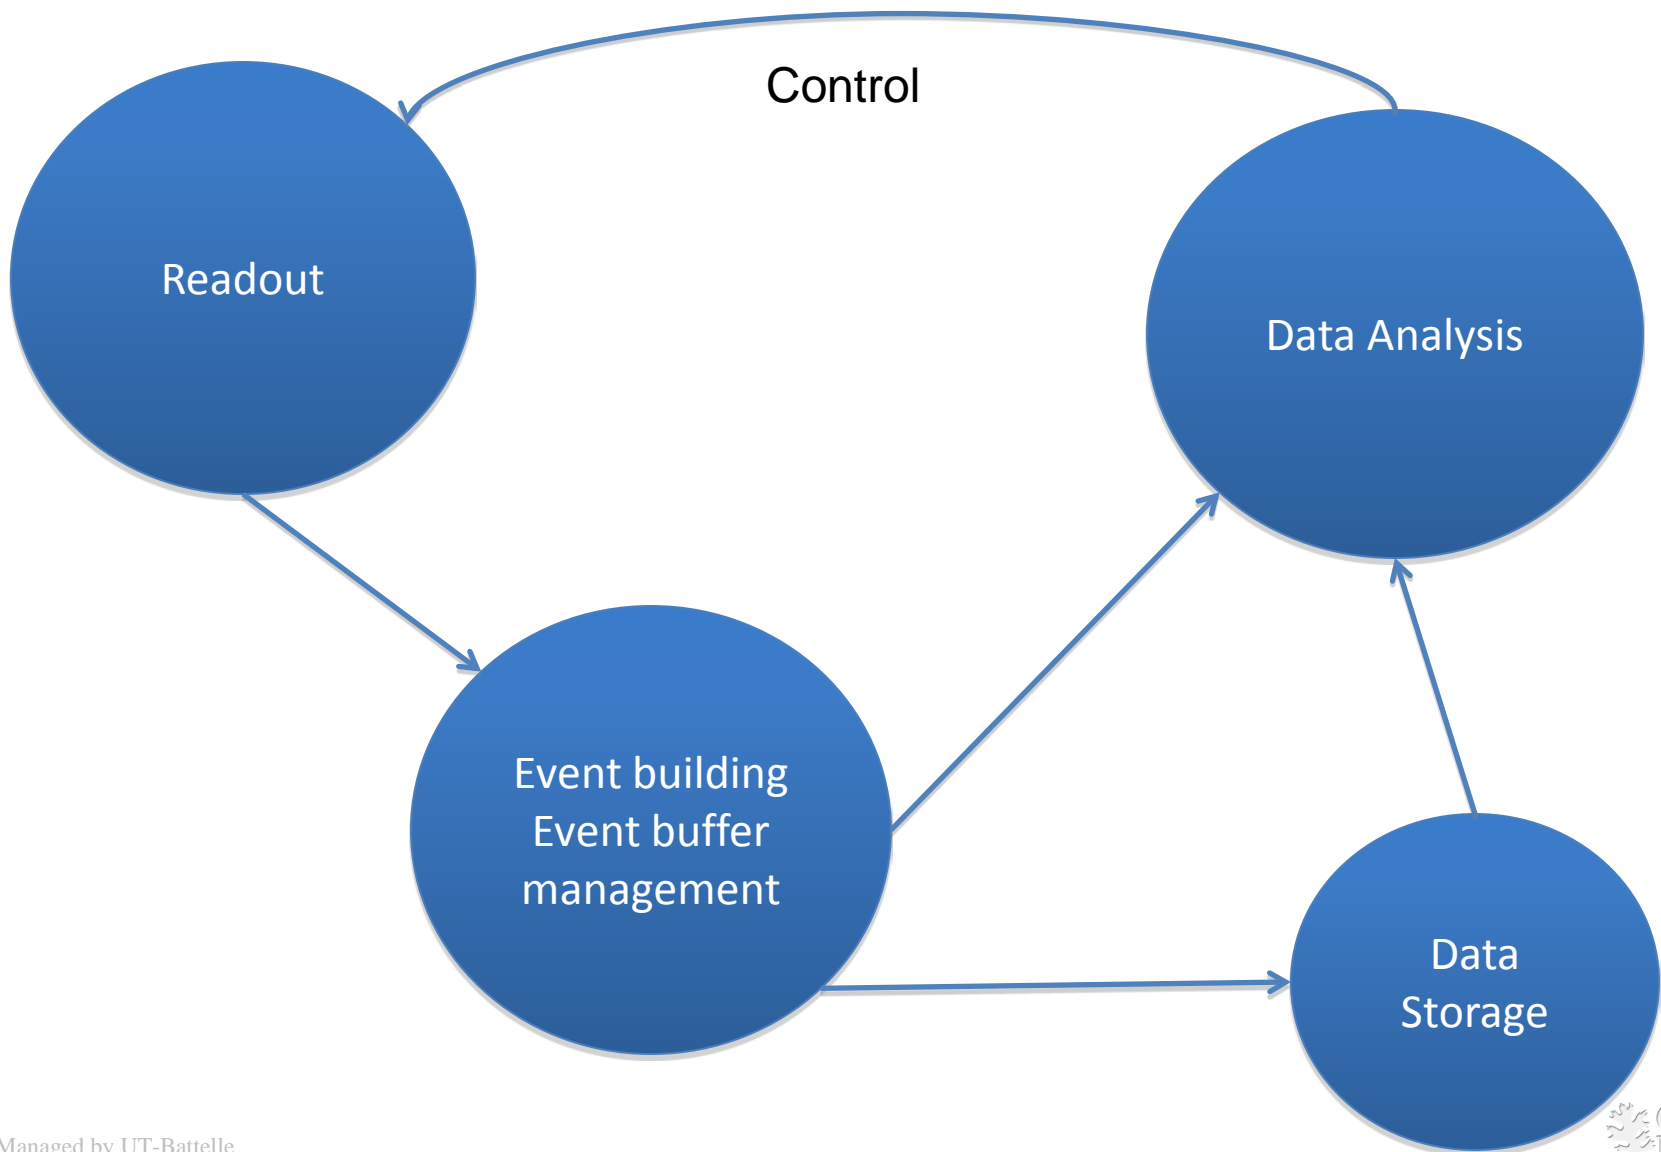 Control
Readout
Data Analysis
Event building
Event buffer
management
Data
Storage
Managed by UT-Battelle